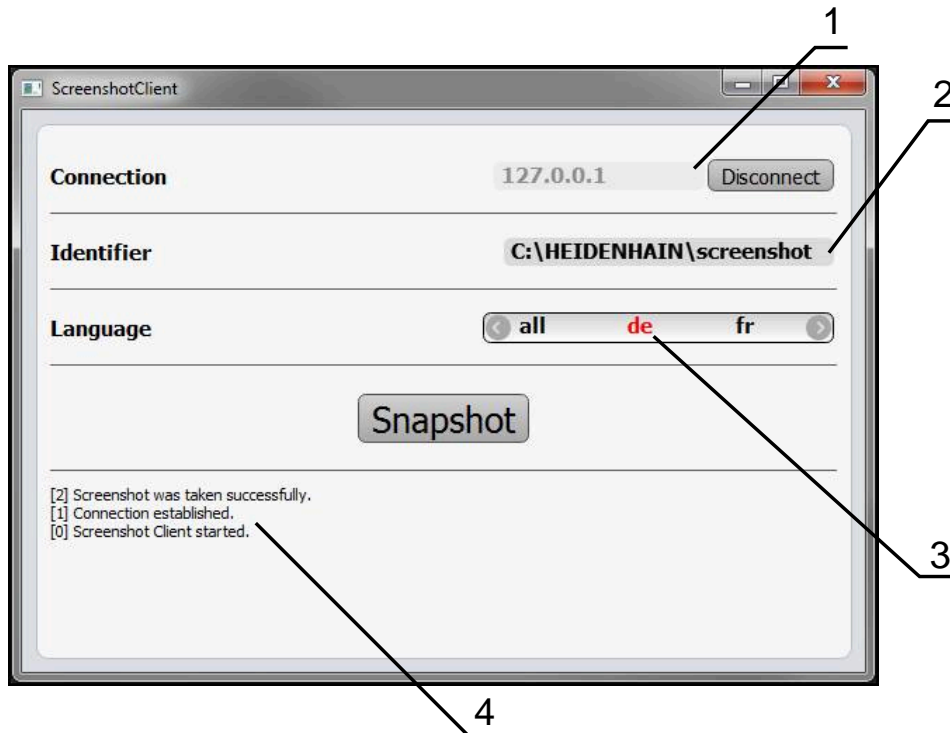 1
ScreenshotClient
2
Connection 127.0.0.1 Disconnect
Identifier C:\HEIDENHAIN\screenshot
Language all de fr
Snapshot
[2] Screenshot was taken successfully.
[1] Connection established.
[0] Screenshot Client started.
3
4